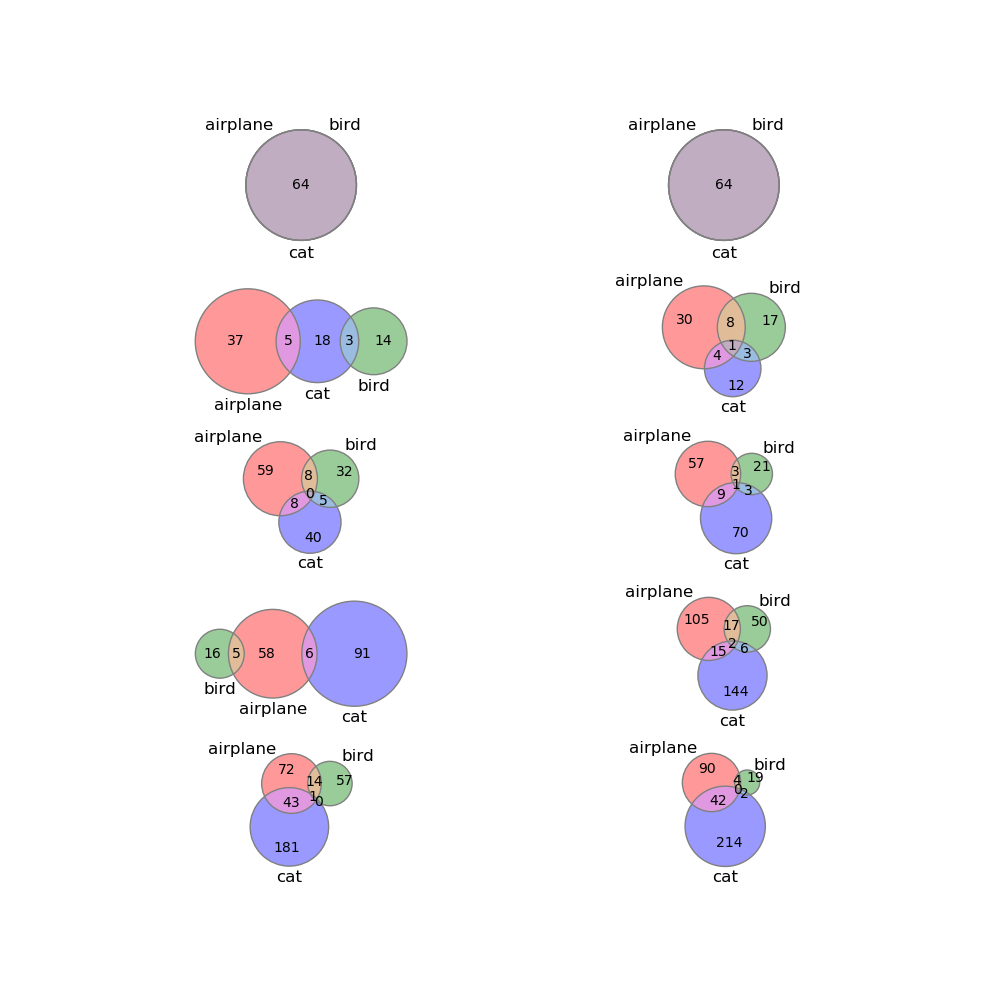 airplane bird
64
cat
airplane bird
64
cat
37 5 18 3 14
bird
cat
airplane
airplane
bird
30 8 17
1
4 3
12
cat
airplane
bird
59 8 32
0
8 5
40
cat
airplane
bird
57 3 21
1
9 3
70
cat
16 5 58 6 91
bird
airplane
cat
airplane
bird
105 17 50
2
15 6
144
cat
airplane
bird
72 14 57
1
43 0
181
cat
airplane
bird
90 4 19
0
42 2
214
cat